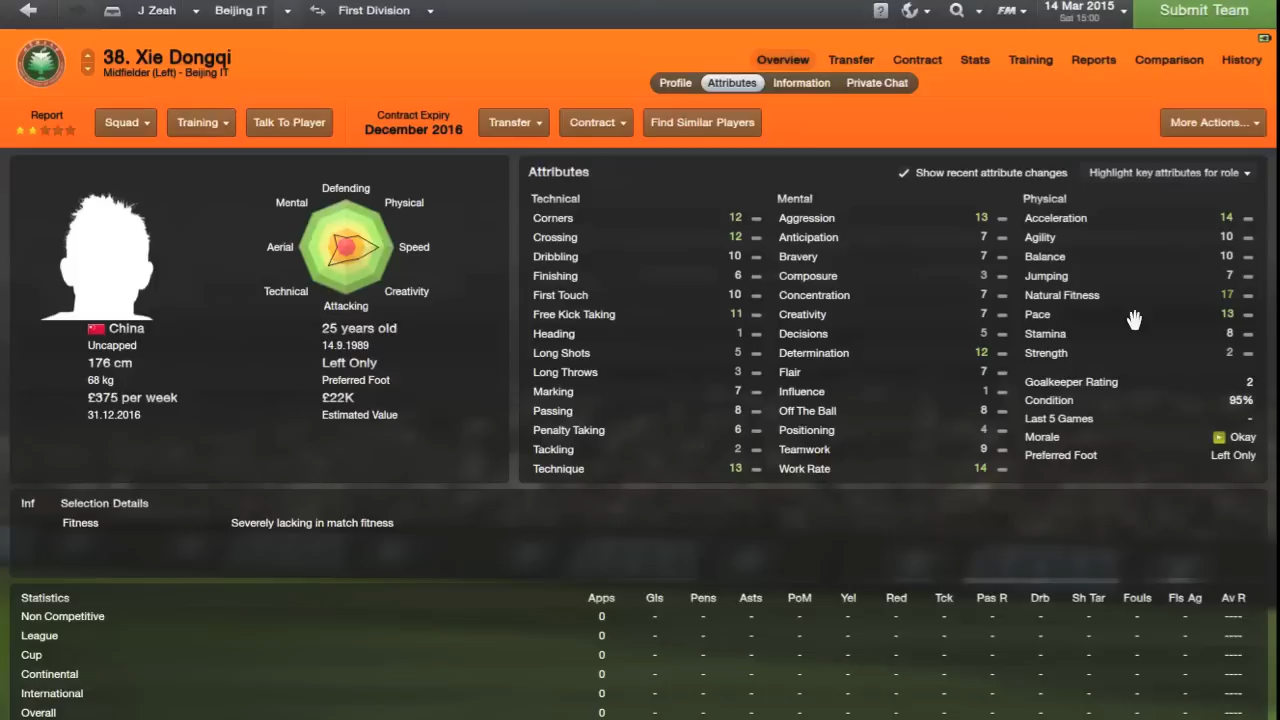 J Zeah Beijing IT First Division ? FM 14 Mar 2015 Submit Team
Sat 15:00
38. Xie Dongqi
Midfielder (Left) - Beijing IT
Overview Transfer Contract Stats Training Reports Comparison History
Profile Attributes Information Private Chat
Report
Squad Training Talk To Player
Contract Expiry
December 2016
Transfer Contract Find Similar Players More Actions...
Defending
Mental Physical
Aerial Speed
Technical Creativity
Attacking
China 25 years old
Uncapped 14.9.1989
176 cm Left Only
68 kg Preferred Foot
£375 per week £22K
31.12.2016 Estimated Value
Attributes Show recent attribute changes Highlight key attributes for role
Technical
Corners 12
Crossing 12
Dribbling 10
Finishing 6
First Touch 10
Free Kick Taking 11
Heading 1
Long Shots 5
Long Throws 3
Marking 7
Passing 8
Penalty Taking 6
Tackling 2
Technique 13
Mental
Aggression 13
Anticipation 7
Bravery 7
Composure 3
Concentration 7
Creativity 7
Decisions 5
Determination 12
Flair 7
Influence 1
Off The Ball 8
Positioning 4
Teamwork 9
Work Rate 14
Physical
Acceleration 14
Agility 10
Balance 10
Jumping 7
Natural Fitness 17
Pace 13
Stamina 8
Strength 2
Goalkeeper Rating 2
Condition 95%
Last 5 Games -
Morale Okay
Preferred Foot Left Only
Inf Selection Details
Fitness Severely lacking in match fitness
Statistics Apps Gls Pens Asts PoM Yel Red Tck Pas R Drb Sh Tar Fouls Fls Ag Av R
Non Competitive 0 - - - - - - - - - - - - ----
League 0 - - - - - - - - - - - - ----
Cup 0 - - - - - - - - - - - - ----
Continental 0 - - - - - - - - - - - - ----
International 0 - - - - - - - - - - - - ----
Overall 0 - - - - - - - - - - - - ----